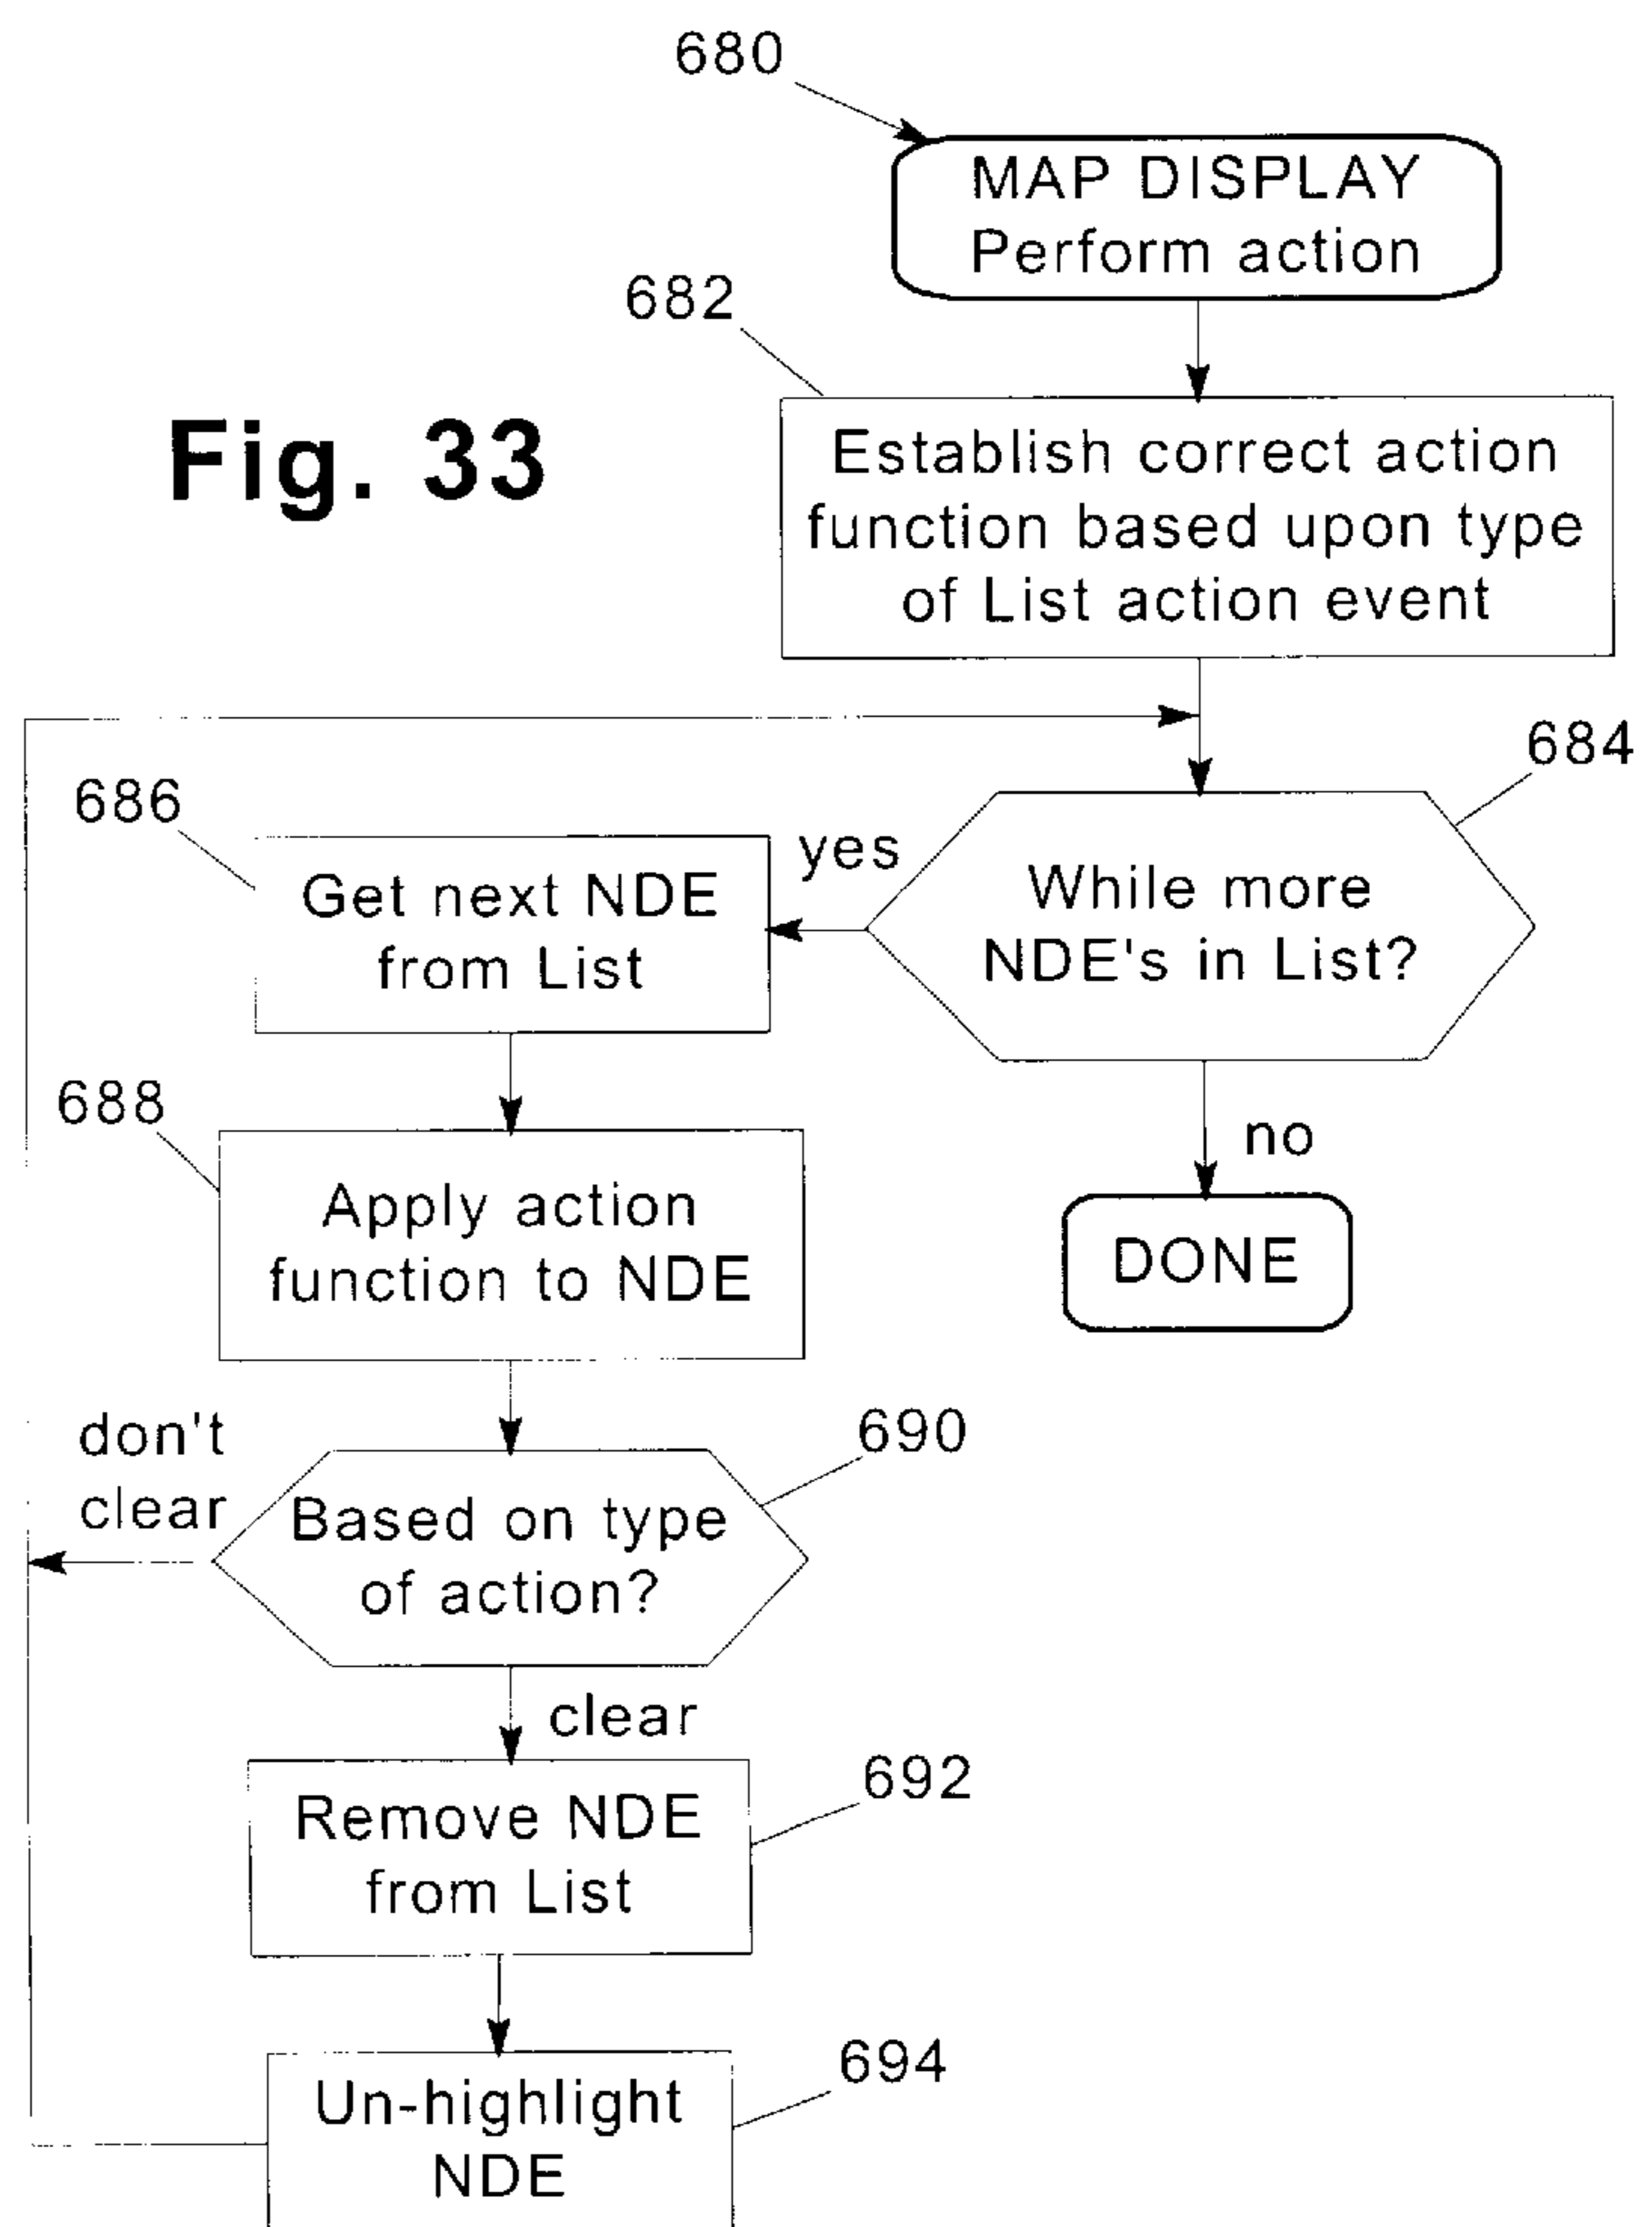 680
MAP DISPLAY
Perform action
682
Fig. 33
Establish correct action
function based upon type
of List action event
684
686
yes
While more
NDE's in List?
Get next NDE
from List
688
no
Apply action
function to NDE
DONE
don't
clear
690
Based on type
of action?
clear
692
Remove NDE
from List
694
Un-highlight
NDE